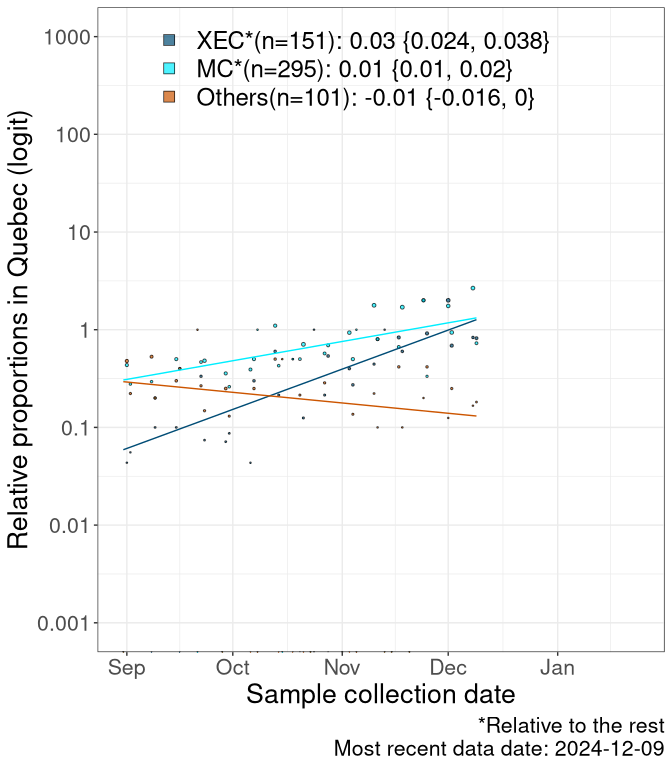 XEC*(n=151): 0.03 {0.024, 0.038}
MC*(n=295): 0.01 {0.01, 0.02}
Others(n=101): -0.01 {-0.016, 0}
Relative proportions in Quebec (logit)
1000
100
10
1
0.1
0.01
0.001
Sep Oct Nov Dec Jan
Sample collection date
*Relative to the rest
Most recent data date: 2024-12-09